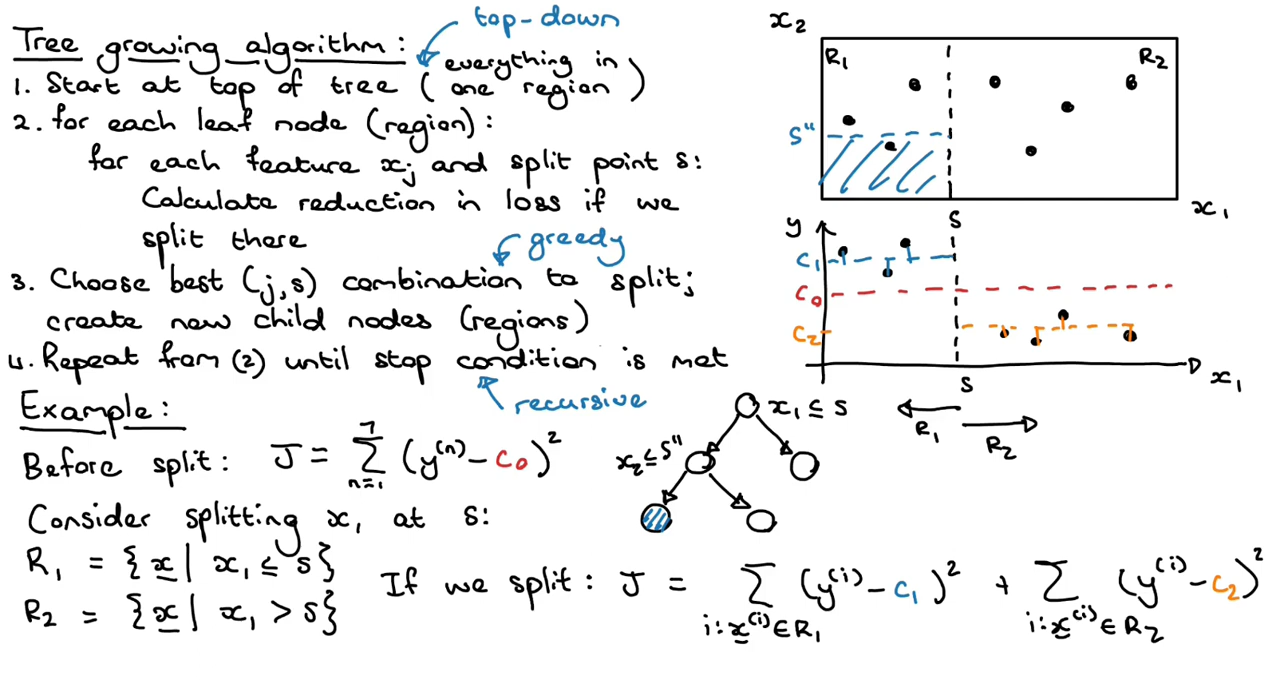 top-down
Tree growing algorithm:
1. Start at top of tree (everything in one region)
2. for each leaf node (region):
for each feature xj and split point s:
Calculate reduction in loss if we
split there
greedy
3. Choose best (j,s) combination to split;
create new child nodes (regions)
4. Repeat from (2) until stop condition is met
recursive
Example:
Before split: J = Σ_{n=1}^{7} (y^{(n)} - c₀)²
Consider splitting x₁ at s:
R₁ = {x | x₁ ≤ s}
R₂ = {x | x₁ > s}
If we split: J = Σ_{i:x^{(i)}∈R₁} (y^{(i)} - c₁)² + Σ_{i:x^{(i)}∈R₂} (y^{(i)} - c₂)²
x₂
R₁ R₂
s"
s x₁
y
c₁
c₀
c₂
s x₁
R₁ R₂
x₁ ≤ s
x₂ ≤ s"